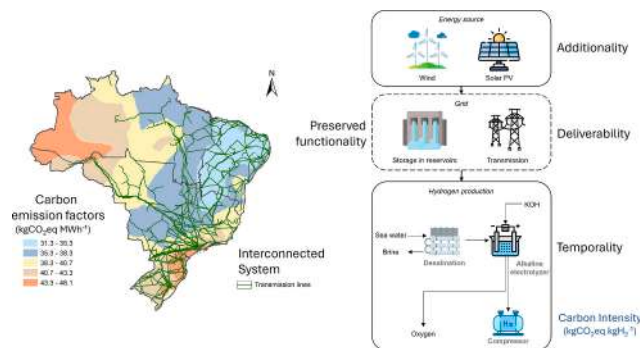 N
Carbon
emission factors
(kgCO₂eq MWh⁻¹)
31.3 - 35.3
35.3 - 38.3
38.3 - 40.7
40.7 - 43.3
43.3 - 48.1
Interconnected
System
Transmission lines
Energy source
Wind
Solar PV
Additionality
Preserved
functionality
Grid
Storage in reservoirs
Transmission
Deliverability
Hydrogen production
KOH
Sea water
Brine
Desalination
Alkaline
electrolyzer
Temporality
Oxygen
H₂
Compressor
Carbon Intensity
(kgCO₂eq kgH₂⁻¹)